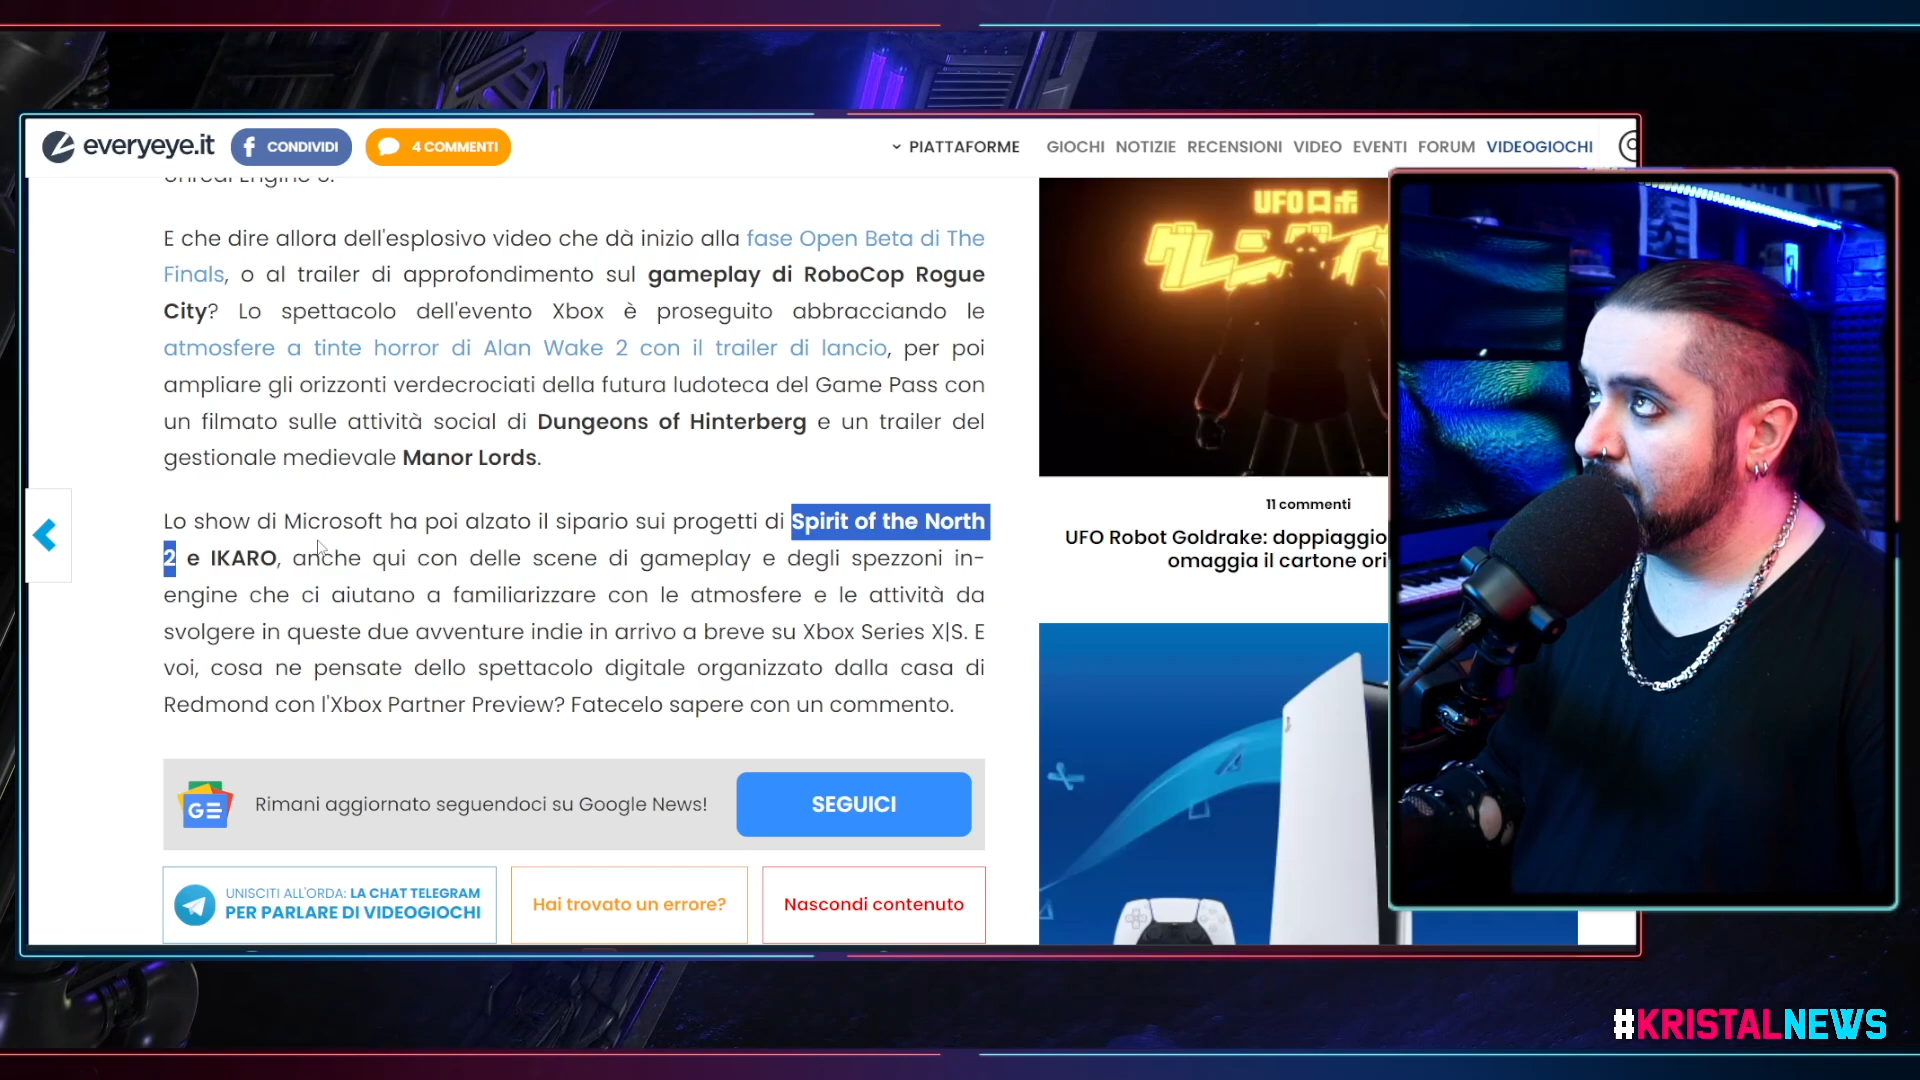 everyeye.it
CONDIVIDI
4 COMMENTI
PIATTAFORME
GIOCHI
NOTIZIE
RECENSIONI
VIDEO
EVENTI
FORUM
VIDEOGIOCHI
E che dire allora dell'esplosivo video che dà inizio alla fase Open Beta di The
Finals, o al trailer di approfondimento sul gameplay di RoboCop Rogue
City? Lo spettacolo dell'evento Xbox è proseguito abbracciando le
atmosfere a tinte horror di Alan Wake 2 con il trailer di lancio, per poi
ampliare gli orizzonti verdecrociati della futura ludoteca del Game Pass con
un filmato sulle attività social di Dungeons of Hinterberg e un trailer del
gestionale medievale Manor Lords.
Lo show di Microsoft ha poi alzato il sipario sui progetti di Spirit of the North
2 e IKARO, anche qui con delle scene di gameplay e degli spezzoni in-
engine che ci aiutano a familiarizzare con le atmosfere e le attività da
svolgere in queste due avventure indie in arrivo a breve su Xbox Series X|S. E
voi, cosa ne pensate dello spettacolo digitale organizzato dalla casa di
Redmond con l'Xbox Partner Preview? Fatecelo sapere con un commento.
GE
Rimani aggiornato seguendoci su Google News!
SEGUICI
UNISCITI ALL'ORDA: LA CHAT TELEGRAM
PER PARLARE DI VIDEOGIOCHI
Hai trovato un errore?
Nascondi contenuto
UFOロボ
11 commenti
UFO Robot Goldrake: doppiaggio
omaggia il cartone ori
#KRISTALNEWS